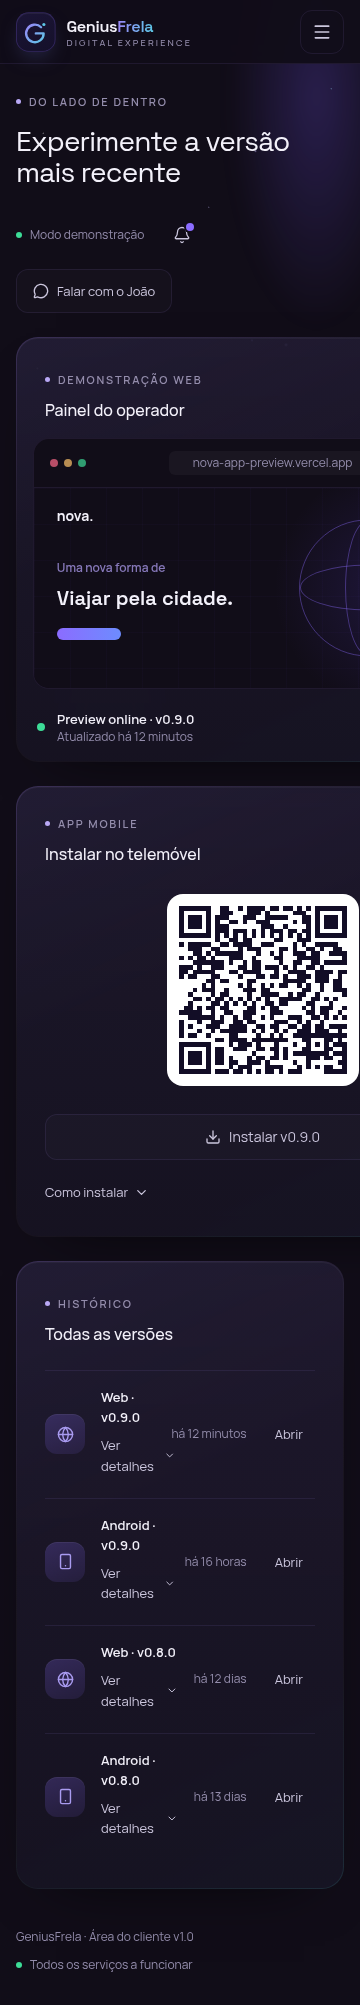 GeniusFrela
DIGITAL EXPERIENCE
DO LADO DE DENTRO
Experimente a versão
mais recente
Modo demonstração
Falar com o João
DEMONSTRAÇÃO WEB
Painel do operador
nova-app-preview.vercel.app
nova.
Uma nova forma de
Viajar pela cidade.
Preview online · v0.9.0
Atualizado há 12 minutos
APP MOBILE
Instalar no telemóvel
Instalar v0.9.0
Como instalar
HISTÓRICO
Todas as versões
Web ·
v0.9.0
Ver
detalhes
há 12 minutos
Abrir
Android ·
v0.9.0
Ver
detalhes
há 16 horas
Abrir
Web · v0.8.0
Ver
detalhes
há 12 dias
Abrir
Android ·
v0.8.0
Ver
detalhes
há 13 dias
Abrir
GeniusFrela · Área do cliente v1.0
Todos os serviços a funcionar